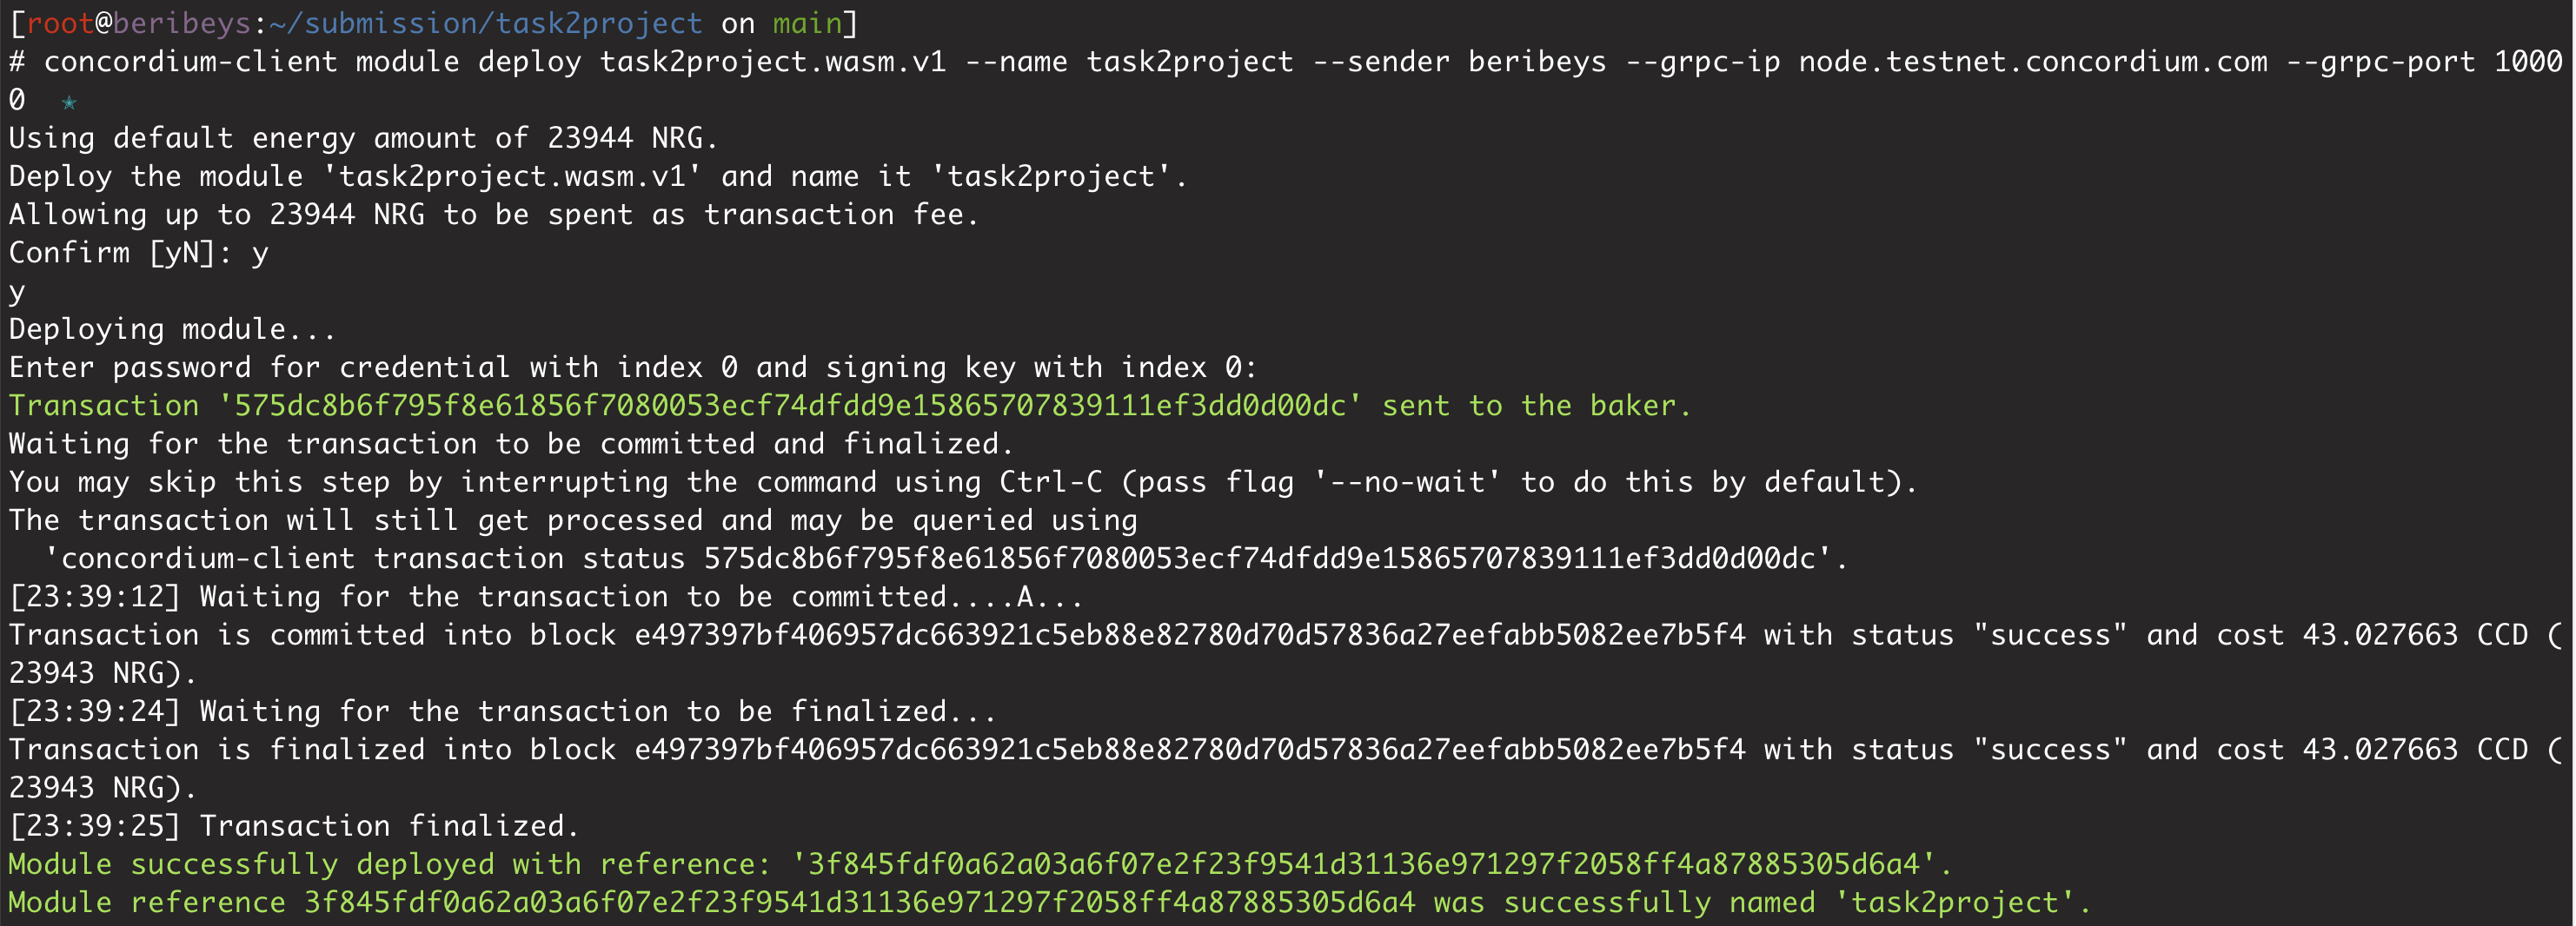 [root@beribeys:~/submission/task2project on main]
# concordium-client module deploy task2project.wasm.v1 --name task2project --sender beribeys --grpc-ip node.testnet.concordium.com --grpc-port 1000
0  ★
Using default energy amount of 23944 NRG.
Deploy the module 'task2project.wasm.v1' and name it 'task2project'.
Allowing up to 23944 NRG to be spent as transaction fee.
Confirm [yN]: y
y
Deploying module...
Enter password for credential with index 0 and signing key with index 0:
Transaction '575dc8b6f795f8e61856f7080053ecf74dfdd9e15865707839111ef3dd0d00dc' sent to the baker.
Waiting for the transaction to be committed and finalized.
You may skip this step by interrupting the command using Ctrl-C (pass flag '--no-wait' to do this by default).
The transaction will still get processed and may be queried using
  'concordium-client transaction status 575dc8b6f795f8e61856f7080053ecf74dfdd9e15865707839111ef3dd0d00dc'.
[23:39:12] Waiting for the transaction to be committed....A...
Transaction is committed into block e497397bf406957dc663921c5eb88e82780d70d57836a27eefabb5082ee7b5f4 with status "success" and cost 43.027663 CCD (
23943 NRG).
[23:39:24] Waiting for the transaction to be finalized...
Transaction is finalized into block e497397bf406957dc663921c5eb88e82780d70d57836a27eefabb5082ee7b5f4 with status "success" and cost 43.027663 CCD (
23943 NRG).
[23:39:25] Transaction finalized.
Module successfully deployed with reference: '3f845fdf0a62a03a6f07e2f23f9541d31136e971297f2058ff4a87885305d6a4'.
Module reference 3f845fdf0a62a03a6f07e2f23f9541d31136e971297f2058ff4a87885305d6a4 was successfully named 'task2project'.